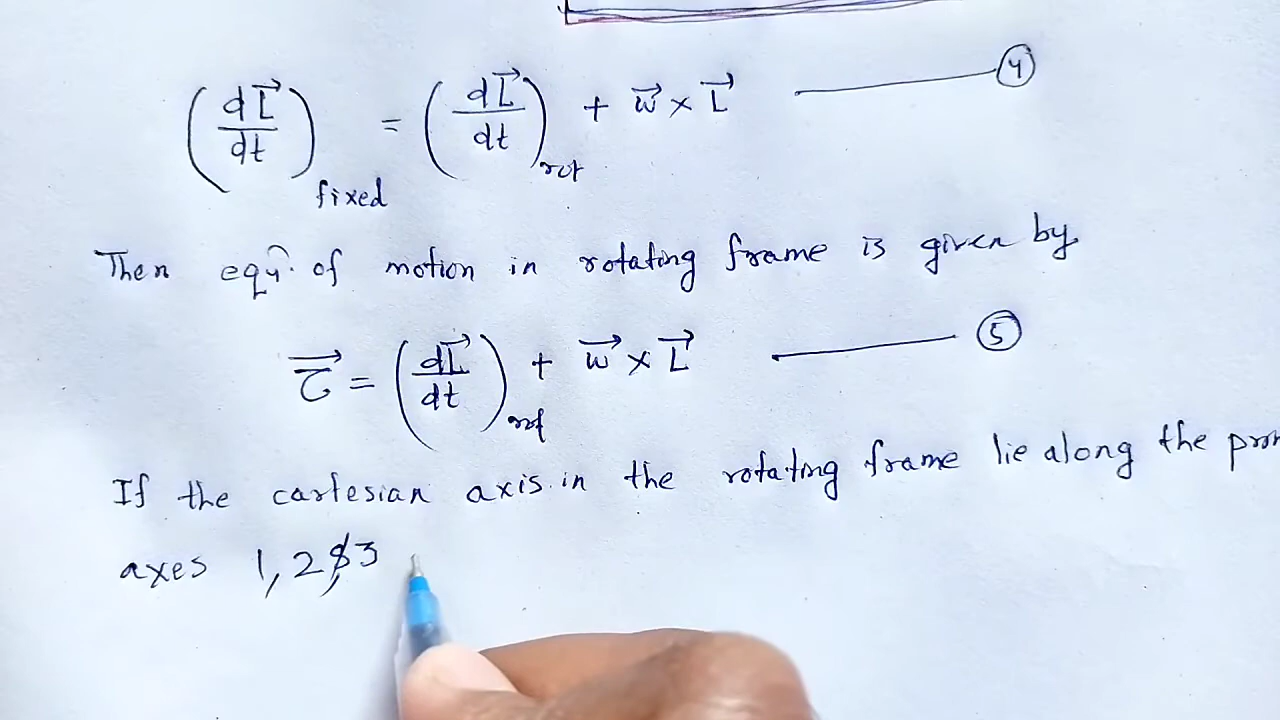 (dL⃗/dt)fixed = (dL⃗/dt)rot + w⃗ × L⃗ ——— ④
Then eqn. of motion in rotating frame is given by
τ⃗ = (dL⃗/dt)rot + w⃗ × L⃗ ——— ⑤
If the cartesian axis in the rotating frame lie along the
axes 1, 2, 3